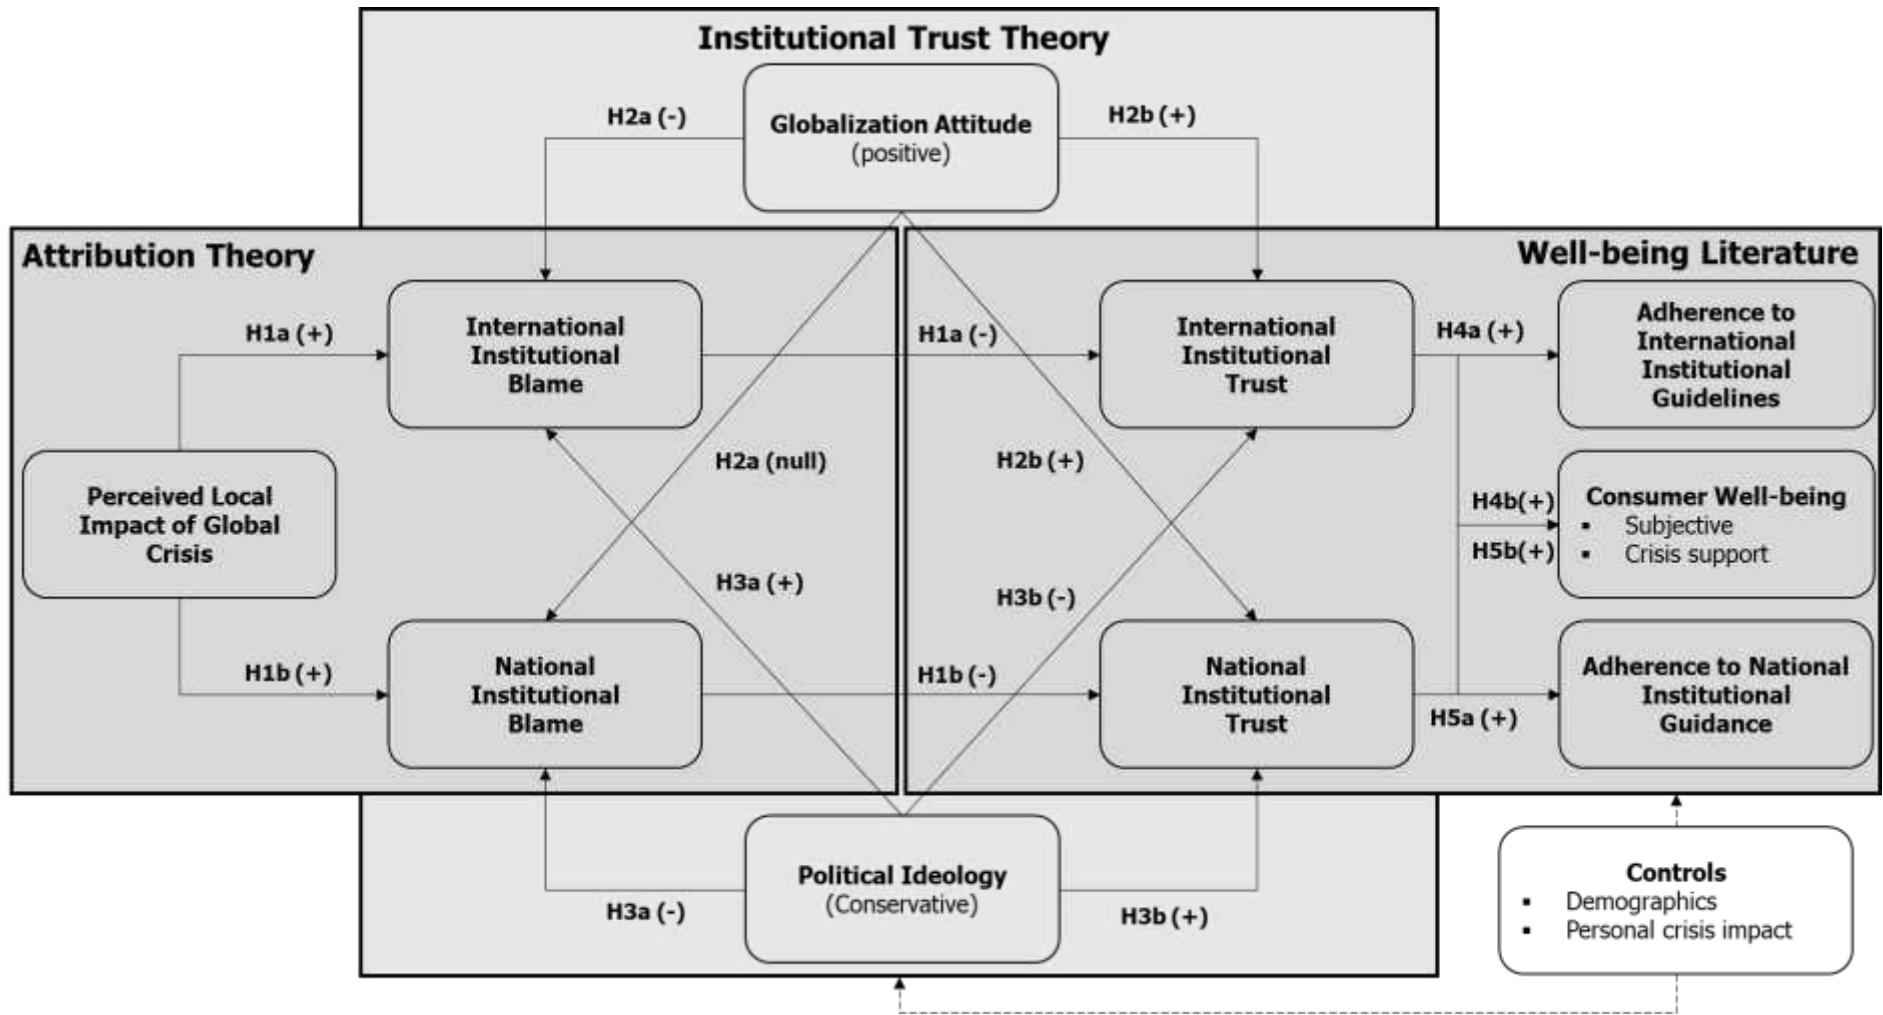 Institutional Trust Theory
H2a (-)
Globalization Attitude
(positive)
H2b (+)
Attribution Theory
Well-being Literature
H1a (+)
International
Institutional
Blame
H1a (-)
International
Institutional
Trust
H4a (+)
Adherence to
International
Institutional
Guidelines
Perceived Local
Impact of Global
Crisis
H2a (null)
H2b (+)
H3a (+)
H3b (-)
H4b(+)
H5b(+)
Consumer Well-being
▪ Subjective
▪ Crisis support
H1b (+)
National
Institutional
Blame
H1b (-)
National
Institutional
Trust
H5a (+)
Adherence to National
Institutional
Guidance
H3a (-)
Political Ideology
(Conservative)
H3b (+)
Controls
▪ Demographics
▪ Personal crisis impact